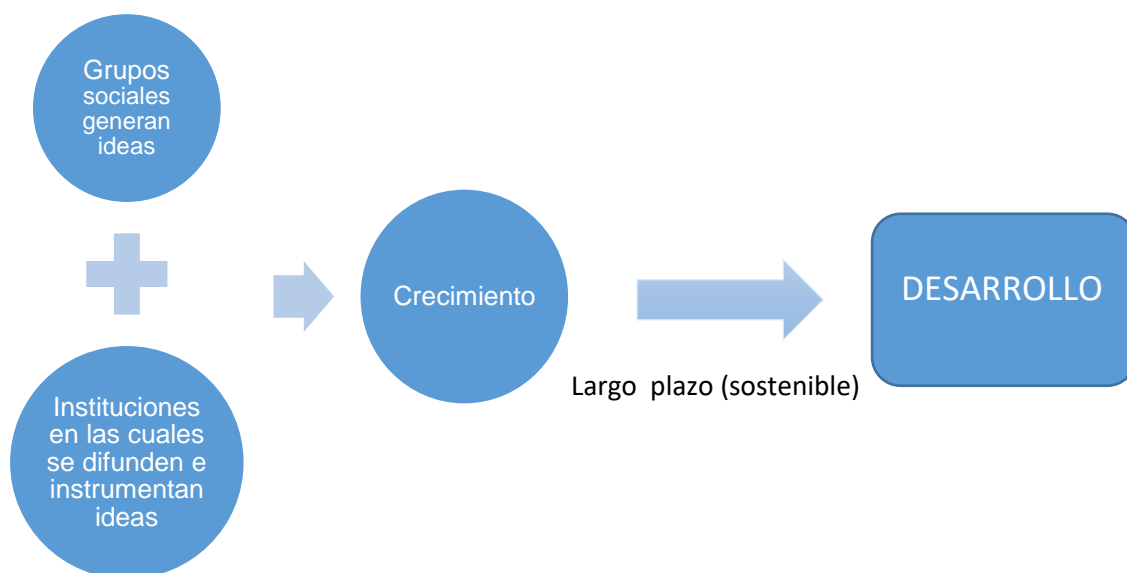 Grupos
sociales
generan
ideas
Instituciones
en las cuales
se difunden e
instrumentan
ideas
Crecimiento
Largo plazo (sostenible)
DESARROLLO